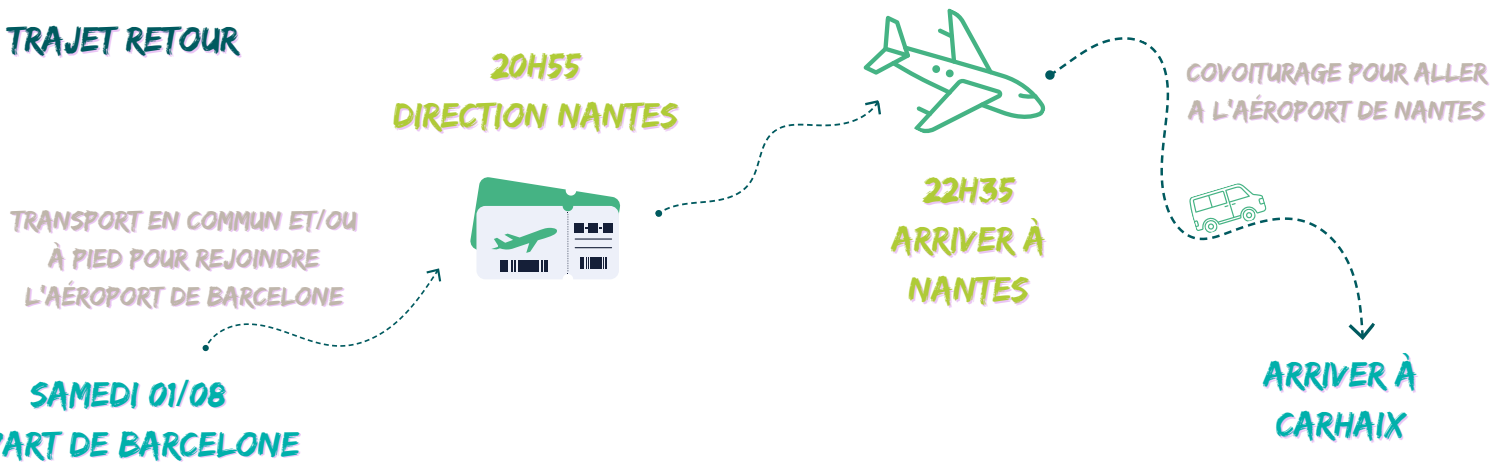 TRAJET RETOUR
20H55
DIRECTION NANTES
TRANSPORT EN COMMUN ET/OU
À PIED POUR REJOINDRE
L'AÉROPORT DE BARCELONE
SAMEDI 01/08
PART DE BARCELONE
22H35
ARRIVER À
NANTES
COVOITURAGE POUR ALLER
A L'AÉROPORT DE NANTES
ARRIVER À
CARHAIX